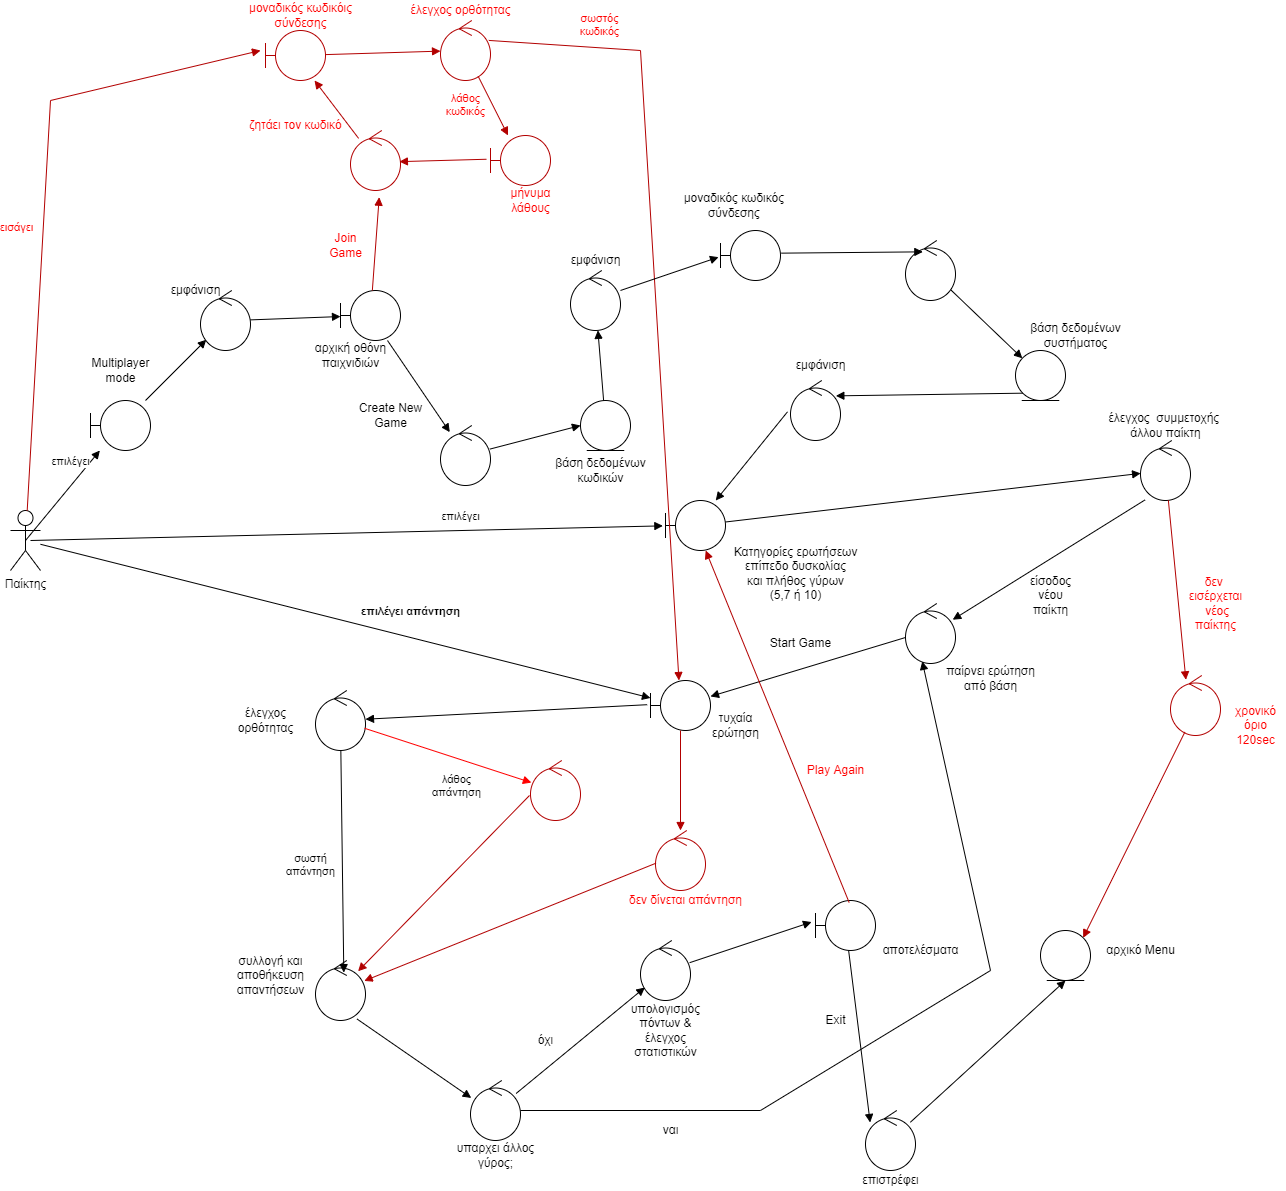 μοναδικός κωδικόις
σύνδεσης
έλεγχος ορθότητας
σωστός
κωδικός
λάθος
κωδικός
ζητάει τον κωδικό
μήνυμα
λάθους
μοναδικός κωδικός
σύνδεσης
εισάγει
Join
Game
εμφάνιση
εμφάνιση
βάση δεδομένων
συστήματος
αρχική οθόνη
παιχνιδιών
Multiplayer
mode
εμφάνιση
Create New
Game
έλεγχος συμμετοχής
άλλου παίκτη
επιλέγει
βάση δεδομένων
κωδικών
επιλέγει
Παίκτης
Κατηγορίες ερωτήσεων
επίπεδο δυσκολίας
και πλήθος γύρων
(5,7 ή 10)
είσοδος
νέου
παίκτη
δεν
εισέρχεται
νέος
παίκτης
επιλέγει απάντηση
Start Game
παίρνει ερώτηση
από βάση
έλεγχος
ορθότητας
τυχαία
ερώτηση
χρονικό
όριο
120sec
Play Again
λάθος
απάντηση
σωστή
απάντηση
δεν δίνεται απάντηση
αποτελέσματα
αρχικό Menu
συλλογή και
αποθήκευση
απαντήσεων
υπολογισμός
πόντων &
έλεγχος
στατιστικών
Exit
όχι
ναι
υπαρχει άλλος
γύρος;
επιστρέφει